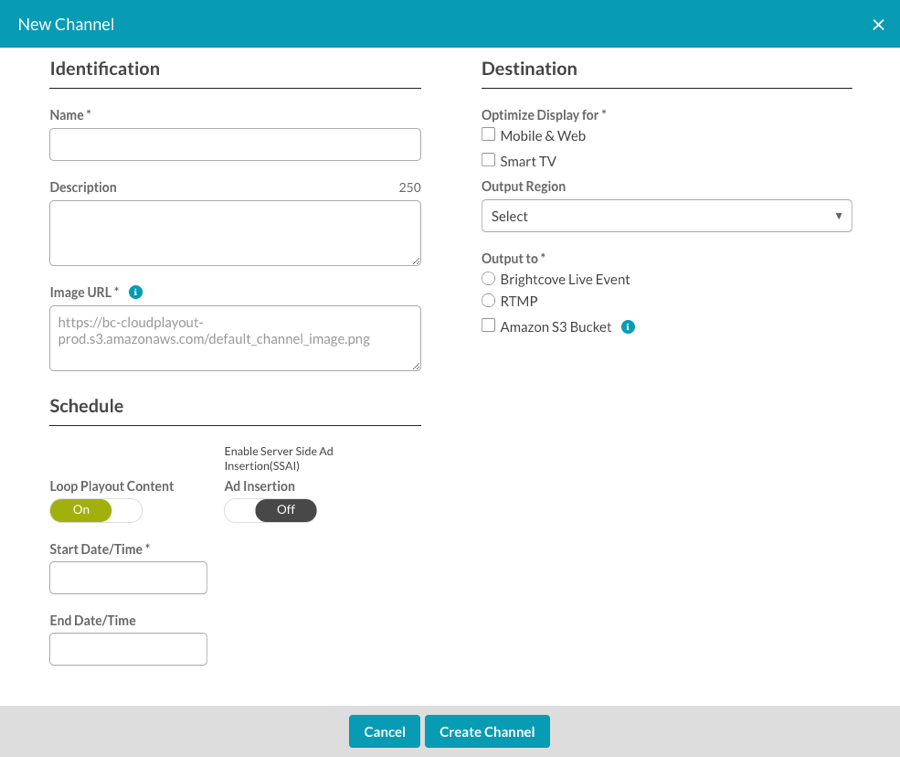 New Channel
Identification
Name *
Description 250
Image URL *
https://bc-cloudplayout-
prod.s3.amazonaws.com/default_channel_image.png
Schedule
Enable Server Side Ad
Insertion(SSAI)
Loop Playout Content Ad Insertion
On Off
Start Date/Time *
End Date/Time
Destination
Optimize Display for *
Mobile & Web
Smart TV
Output Region
Select
Output to *
Brightcove Live Event
RTMP
Amazon S3 Bucket
Cancel Create Channel